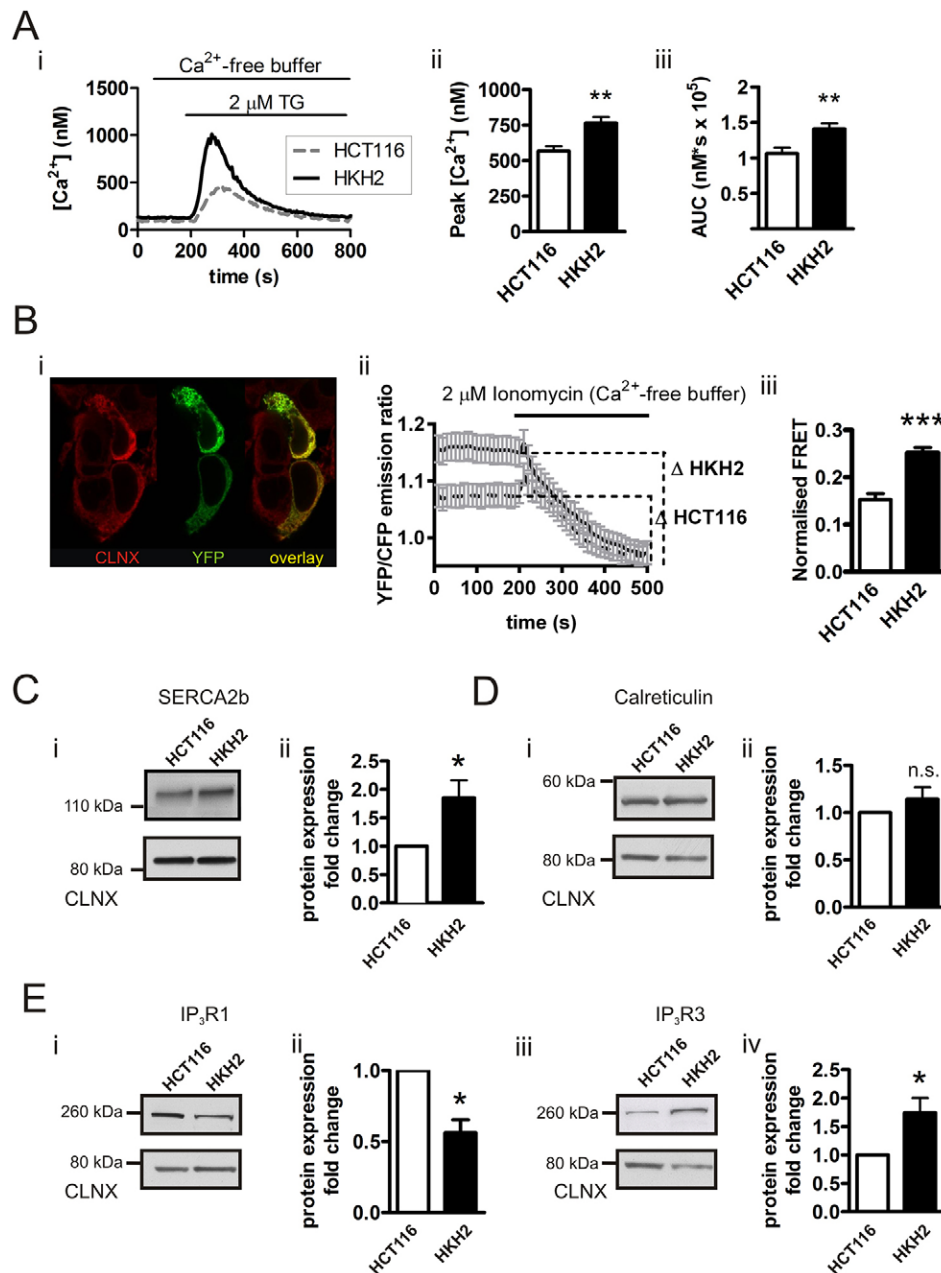 A
i
Ca²⁺-free buffer
2 μM TG
[Ca²⁺] (nM)
1500
1000
500
0
0 200 400 600 800
time (s)
HCT116
HKH2
ii
**
Peak [Ca²⁺] (nM)
1000
750
500
250
0
HCT116
HKH2
iii
**
AUC (nM*s x 10⁵)
2
1.5
1
0.5
HCT116
HKH2
B
i
CLNX YFP overlay
ii
2 μM Ionomycin (Ca²⁺-free buffer)
YFP/CFP emission ratio
1.2
1.1
1.0
Δ HKH2
Δ HCT116
0 100 200 300 400 500
time (s)
iii
***
Normalised FRET
0.3
0.2
0.1
0.0
HCT116
HKH2
C
SERCA2b
i
HCT116
HKH2
110 kDa
80 kDa
CLNX
ii
*
protein expression
fold change
2.5
2.0
1.5
1.0
0.5
0.0
HCT116
HKH2
D
Calreticulin
i
HCT116
HKH2
60 kDa
80 kDa
CLNX
ii
n.s.
protein expression
fold change
1.5
1.0
0.5
0.0
HCT116
HKH2
E
IP₃R1
i
HCT116
HKH2
260 kDa
80 kDa
CLNX
ii
*
protein expression
fold change
1.0
0.5
0.0
HCT116
HKH2
IP₃R3
iii
HCT116
HKH2
260 kDa
80 kDa
CLNX
iv
*
protein expression
fold change
2.5
2.0
1.5
1.0
0.5
0.0
HCT116
HKH2